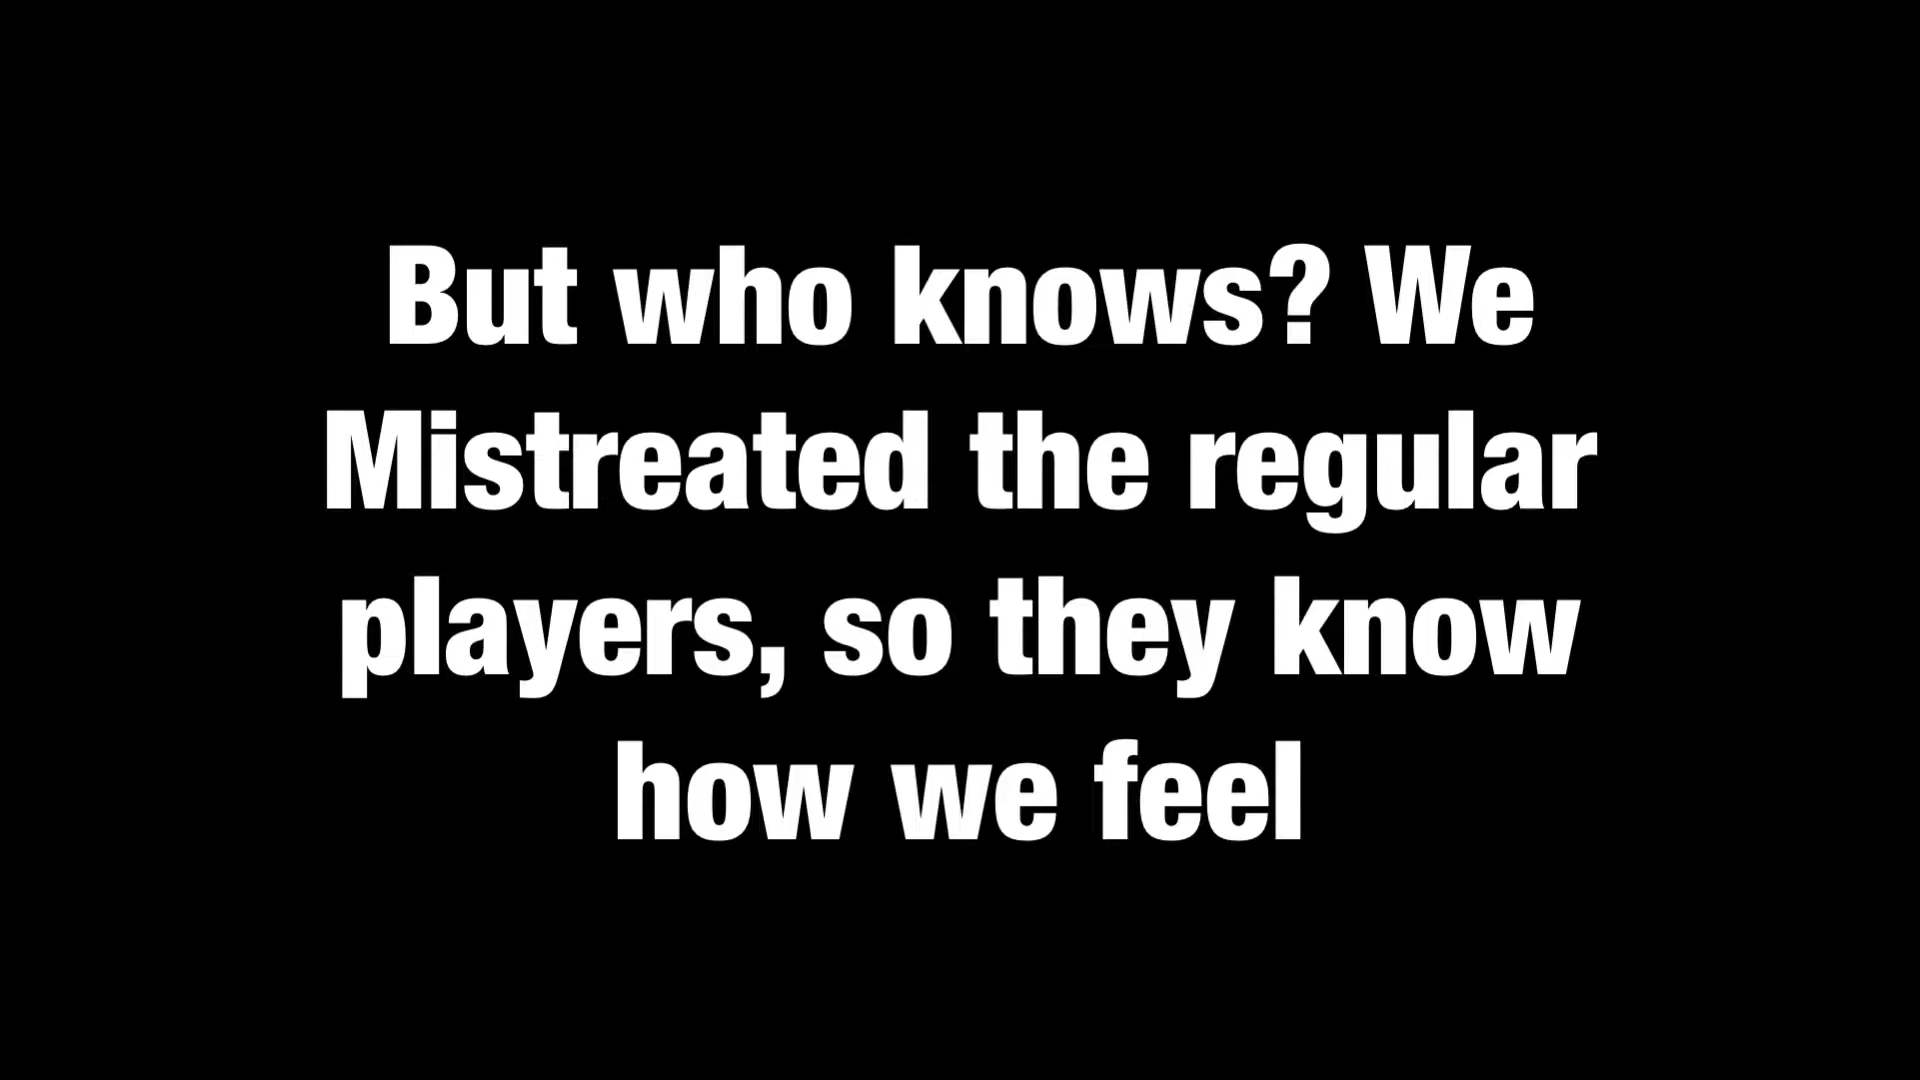 But who knows? We
Mistreated the regular
players, so they know
how we feel